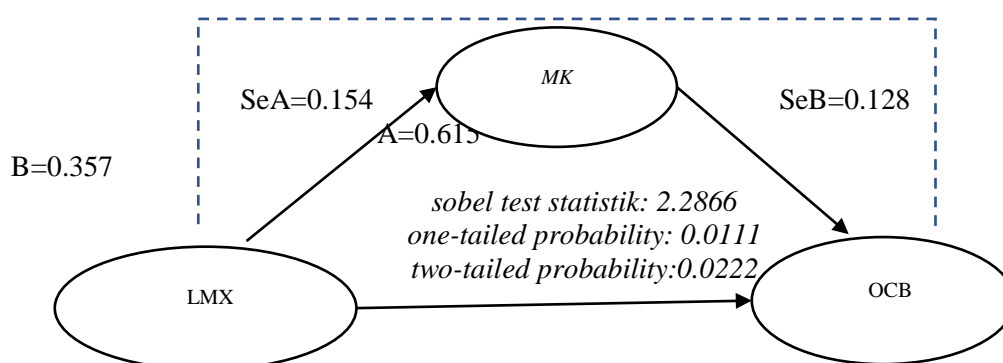 MK
SeA=0.154
SeB=0.128
A=0.615
B=0.357
sobel test statistik: 2.2866
one-tailed probability: 0.0111
two-tailed probability:0.0222
LMX
OCB